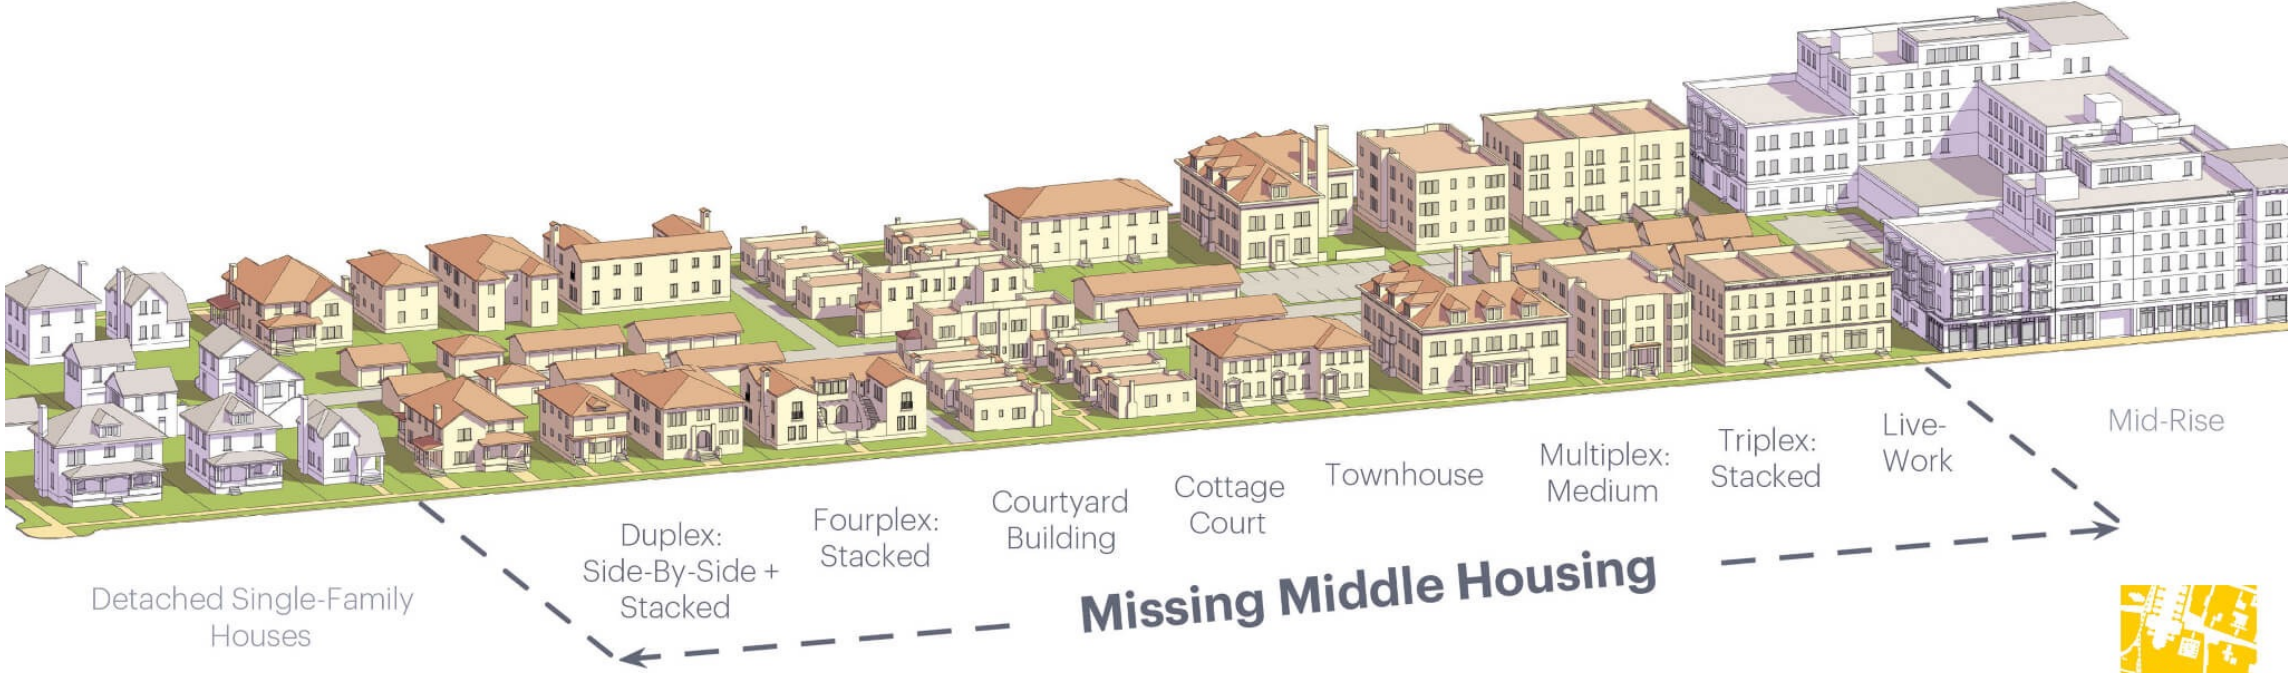 Detached Single-Family
Houses
Duplex:
Side-By-Side +
Stacked
Fourplex:
Stacked
Courtyard
Building
Cottage
Court
Townhouse
Multiplex:
Medium
Triplex:
Stacked
Live-
Work
Mid-Rise
Missing Middle Housing